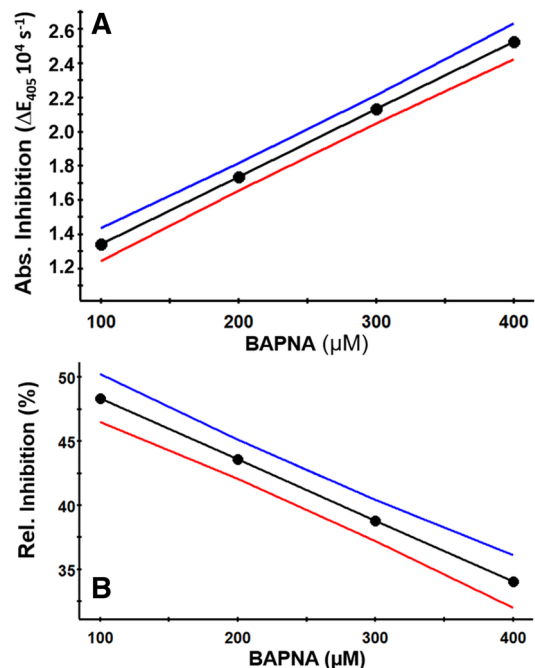 A
Abs. Inhibition (ΔE₄₀₅ 10⁴ s⁻¹)
2.6
2.4
2.2
2.0
1.8
1.6
1.4
1.2
100 200 300 400
BAPNA (μM)
B
Rel. Inhibition (%)
50
45
40
35
100 200 300 400
BAPNA (μM)